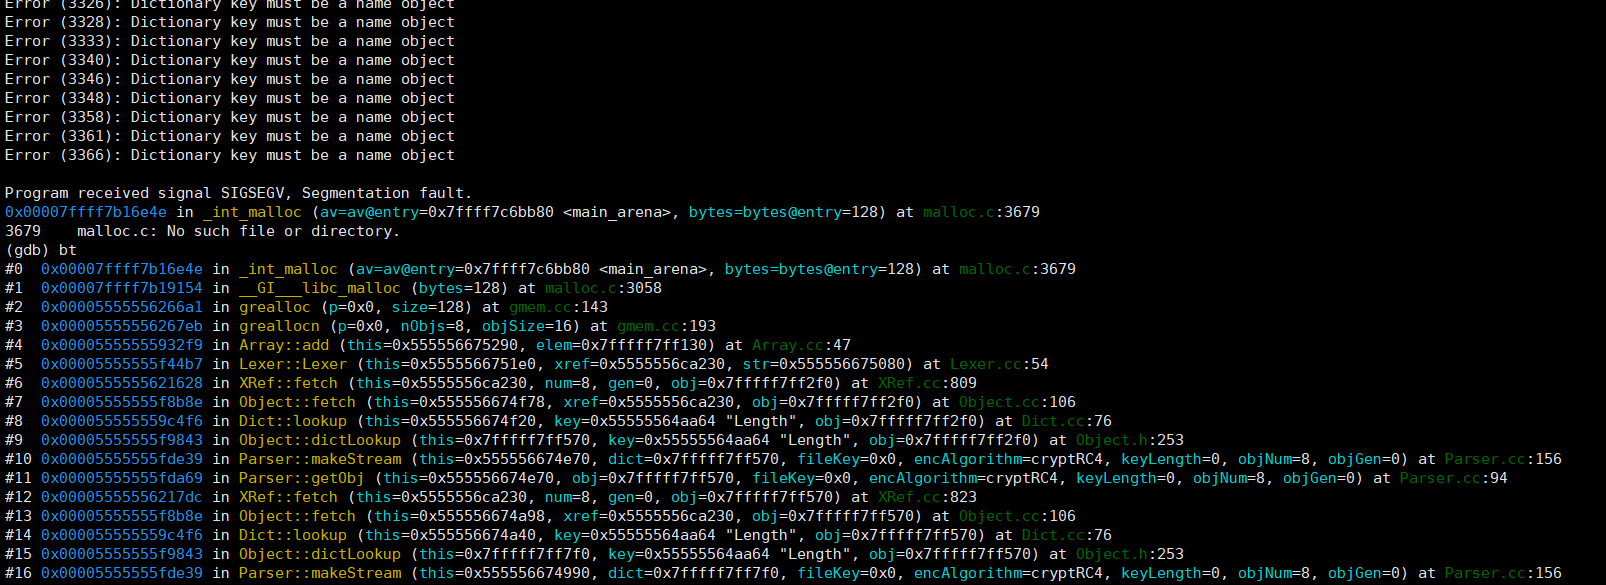 Error (3326): Dictionary key must be a name object
Error (3328): Dictionary key must be a name object
Error (3333): Dictionary key must be a name object
Error (3340): Dictionary key must be a name object
Error (3346): Dictionary key must be a name object
Error (3348): Dictionary key must be a name object
Error (3358): Dictionary key must be a name object
Error (3361): Dictionary key must be a name object
Error (3366): Dictionary key must be a name object
Program received signal SIGSEGV, Segmentation fault.
0x00007ffff7b16e4e in _int_malloc (av=av@entry=0x7ffff7c6bb80 <main_arena>, bytes=bytes@entry=128) at malloc.c:3679
3679    malloc.c: No such file or directory.
(gdb) bt
#0  0x00007ffff7b16e4e in _int_malloc (av=av@entry=0x7ffff7c6bb80 <main_arena>, bytes=bytes@entry=128) at malloc.c:3679
#1  0x00007ffff7b19154 in __GI___libc_malloc (bytes=128) at malloc.c:3058
#2  0x00005555556266a1 in grealloc (p=0x0, size=128) at gmem.cc:143
#3  0x00005555556267eb in greallocn (p=0x0, nObjs=8, objSize=16) at gmem.cc:193
#4  0x00005555555932f9 in Array::add (this=0x555556675290, elem=0x7fffff7ff130) at Array.cc:47
#5  0x00005555555f44b7 in Lexer::Lexer (this=0x5555566751e0, xref=0x5555556ca230, str=0x555556675080) at Lexer.cc:54
#6  0x0000555555621628 in XRef::fetch (this=0x5555556ca230, num=8, gen=0, obj=0x7fffff7ff2f0) at XRef.cc:809
#7  0x00005555555f8b8e in Object::fetch (this=0x555556674f78, xref=0x5555556ca230, obj=0x7fffff7ff2f0) at Object.cc:106
#8  0x000055555559c4f6 in Dict::lookup (this=0x555556674f20, key=0x55555564aa64 "Length", obj=0x7fffff7ff2f0) at Dict.cc:76
#9  0x00005555555f9843 in Object::dictLookup (this=0x7fffff7ff570, key=0x55555564aa64 "Length", obj=0x7fffff7ff2f0) at Object.h:253
#10 0x00005555555fde39 in Parser::makeStream (this=0x555556674e70, dict=0x7fffff7ff570, fileKey=0x0, encAlgorithm=cryptRC4, keyLength=0, objNum=8, objGen=0) at Parser.cc:156
#11 0x00005555555fda69 in Parser::getObj (this=0x555556674e70, obj=0x7fffff7ff570, fileKey=0x0, encAlgorithm=cryptRC4, keyLength=0, objNum=8, objGen=0) at Parser.cc:94
#12 0x00005555556217dc in XRef::fetch (this=0x5555556ca230, num=8, gen=0, obj=0x7fffff7ff570) at XRef.cc:823
#13 0x00005555555f8b8e in Object::fetch (this=0x555556674a98, xref=0x5555556ca230, obj=0x7fffff7ff570) at Object.cc:106
#14 0x000055555559c4f6 in Dict::lookup (this=0x555556674a40, key=0x55555564aa64 "Length", obj=0x7fffff7ff570) at Dict.cc:76
#15 0x00005555555f9843 in Object::dictLookup (this=0x7fffff7ff7f0, key=0x55555564aa64 "Length", obj=0x7fffff7ff570) at Object.h:253
#16 0x00005555555fde39 in Parser::makeStream (this=0x555556674990, dict=0x7fffff7ff7f0, fileKey=0x0, encAlgorithm=cryptRC4, keyLength=0, objNum=8, objGen=0) at Parser.cc:156